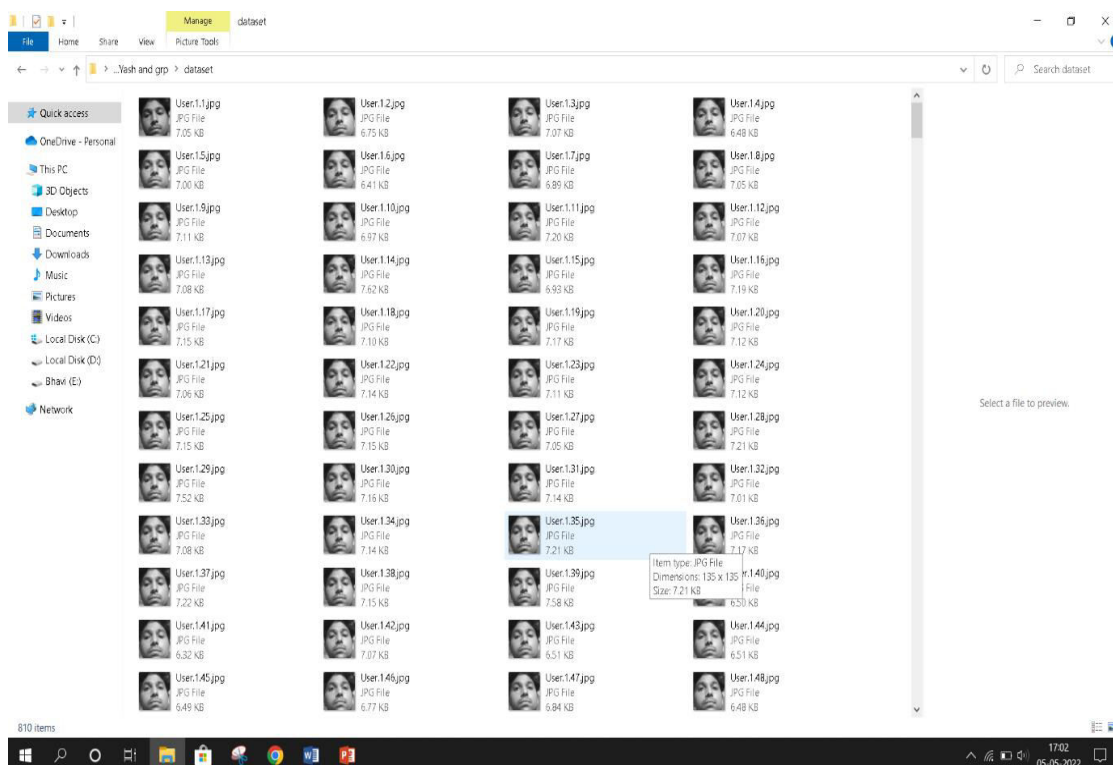 Manage
dataset
File
Home
Share
View
Picture Tools
...Yash and grp > dataset
Search dataset
Quick access
OneDrive - Personal
This PC
3D Objects
Desktop
Documents
Downloads
Music
Pictures
Videos
Local Disk (C:)
Local Disk (D:)
Bhavi (E:)
Network
User.1.1.jpg
JPG File
7.05 KB
User.1.2.jpg
JPG File
6.75 KB
User.1.3.jpg
JPG File
7.07 KB
User.1.4.jpg
JPG File
6.48 KB
User.1.5.jpg
JPG File
7.00 KB
User.1.6.jpg
JPG File
6.41 KB
User.1.7.jpg
JPG File
6.89 KB
User.1.8.jpg
JPG File
7.05 KB
User.1.9.jpg
JPG File
7.11 KB
User.1.10.jpg
JPG File
6.97 KB
User.1.11.jpg
JPG File
7.20 KB
User.1.12.jpg
JPG File
7.07 KB
User.1.13.jpg
JPG File
7.08 KB
User.1.14.jpg
JPG File
7.62 KB
User.1.15.jpg
JPG File
6.93 KB
User.1.16.jpg
JPG File
7.19 KB
User.1.17.jpg
JPG File
7.15 KB
User.1.18.jpg
JPG File
7.10 KB
User.1.19.jpg
JPG File
7.17 KB
User.1.20.jpg
JPG File
7.12 KB
User.1.21.jpg
JPG File
7.06 KB
User.1.22.jpg
JPG File
7.14 KB
User.1.23.jpg
JPG File
7.11 KB
User.1.24.jpg
JPG File
7.12 KB
User.1.25.jpg
JPG File
7.15 KB
User.1.26.jpg
JPG File
7.15 KB
User.1.27.jpg
JPG File
7.05 KB
User.1.28.jpg
JPG File
7.21 KB
User.1.29.jpg
JPG File
7.52 KB
User.1.30.jpg
JPG File
7.16 KB
User.1.31.jpg
JPG File
7.14 KB
User.1.32.jpg
JPG File
7.01 KB
User.1.33.jpg
JPG File
7.08 KB
User.1.34.jpg
JPG File
7.14 KB
User.1.35.jpg
JPG File
7.21 KB
User.1.36.jpg
JPG File
7.17 KB
Item type: JPG File
Dimensions: 135 x 135
Size: 7.21 KB
User.1.37.jpg
JPG File
7.22 KB
User.1.38.jpg
JPG File
7.15 KB
User.1.39.jpg
JPG File
7.58 KB
r.1.40.jpg
File
6.50 KB
User.1.41.jpg
JPG File
6.32 KB
User.1.42.jpg
JPG File
7.07 KB
User.1.43.jpg
JPG File
6.51 KB
User.1.44.jpg
JPG File
6.51 KB
User.1.45.jpg
JPG File
6.49 KB
User.1.46.jpg
JPG File
6.77 KB
User.1.47.jpg
JPG File
6.84 KB
User.1.48.jpg
JPG File
6.48 KB
Select a file to preview.
810 items
17:02
05-05-2022